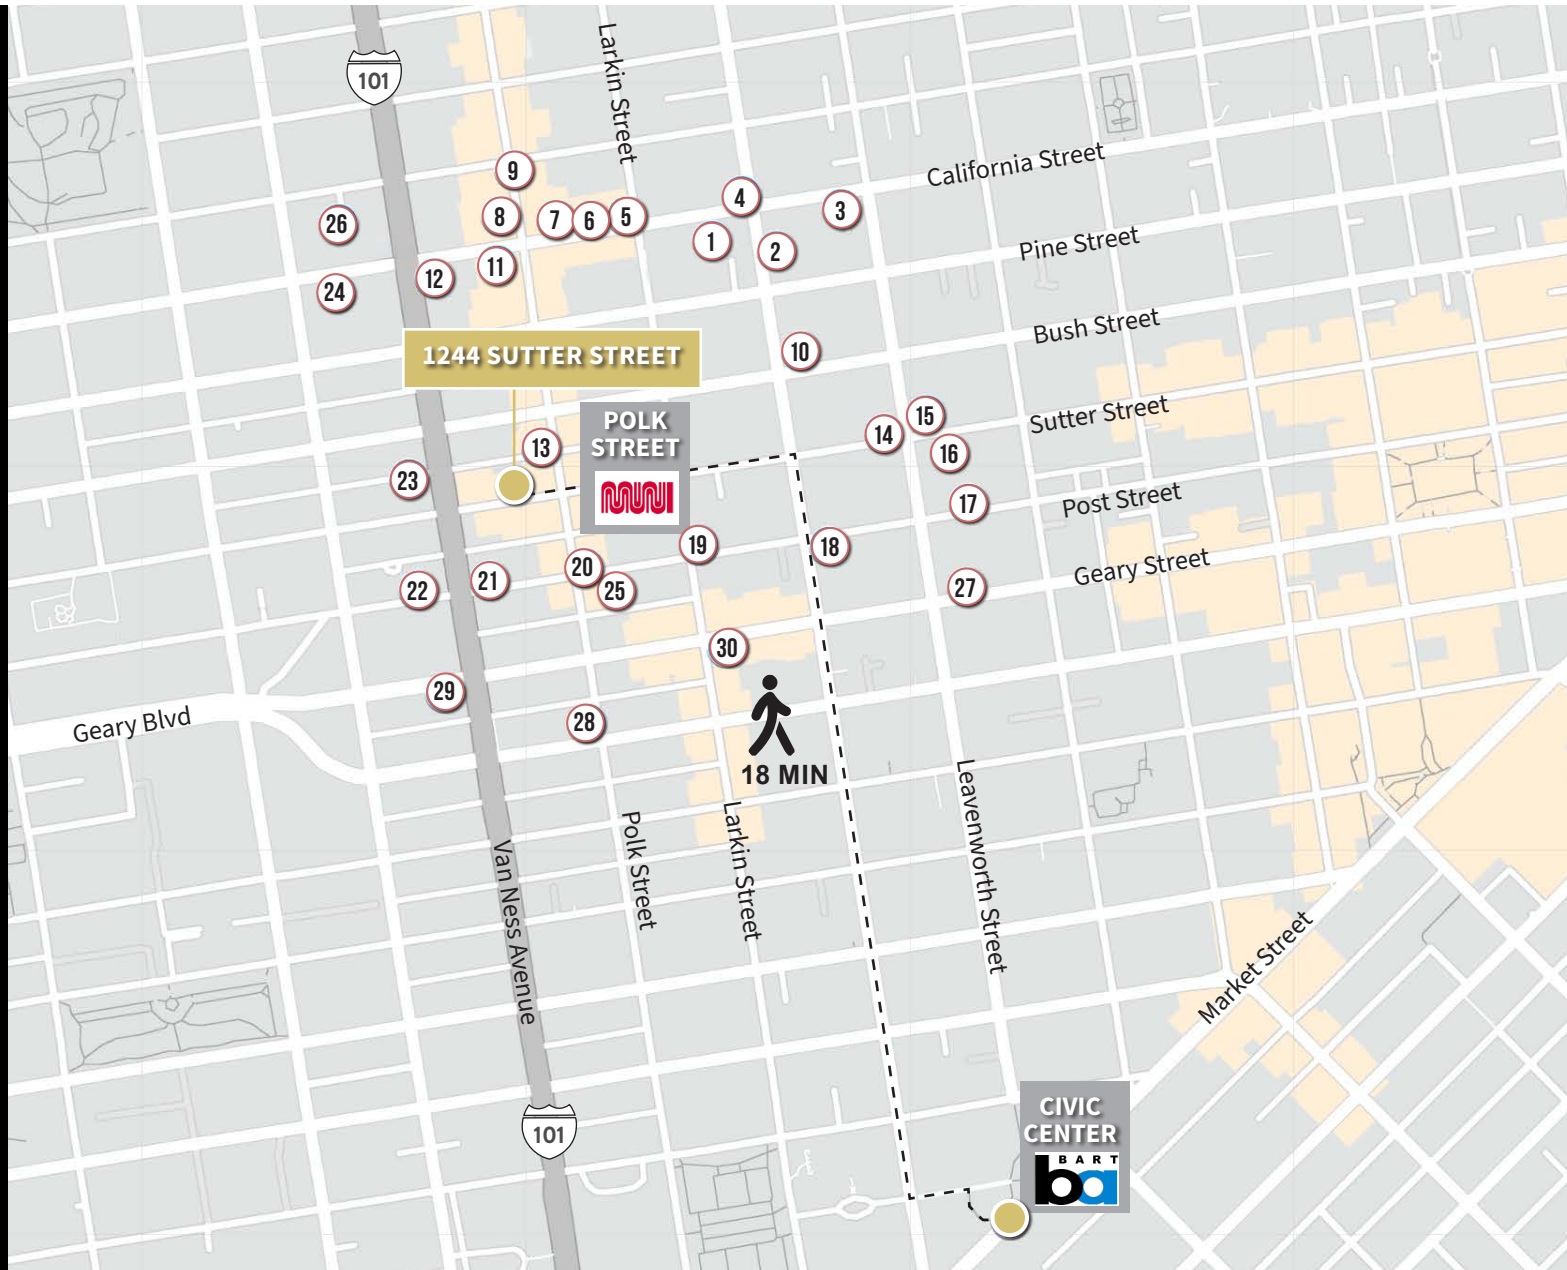 Larkin Street
101
California Street
9
26
8
7
6
5
4
3
1
2
Pine Street
24
12
11
Bush Street
1244 SUTTER STREET
10
Sutter Street
POLK
STREET
MUNI
13
14
15
16
23
17
Post Street
19
18
20
Geary Street
22
21
25
27
30
29
28
Geary Blvd
18 MIN
Van Ness Avenue
Polk Street
Larkin Street
Leavenworth Street
Market Street
101
CIVIC
CENTER
BART
ba